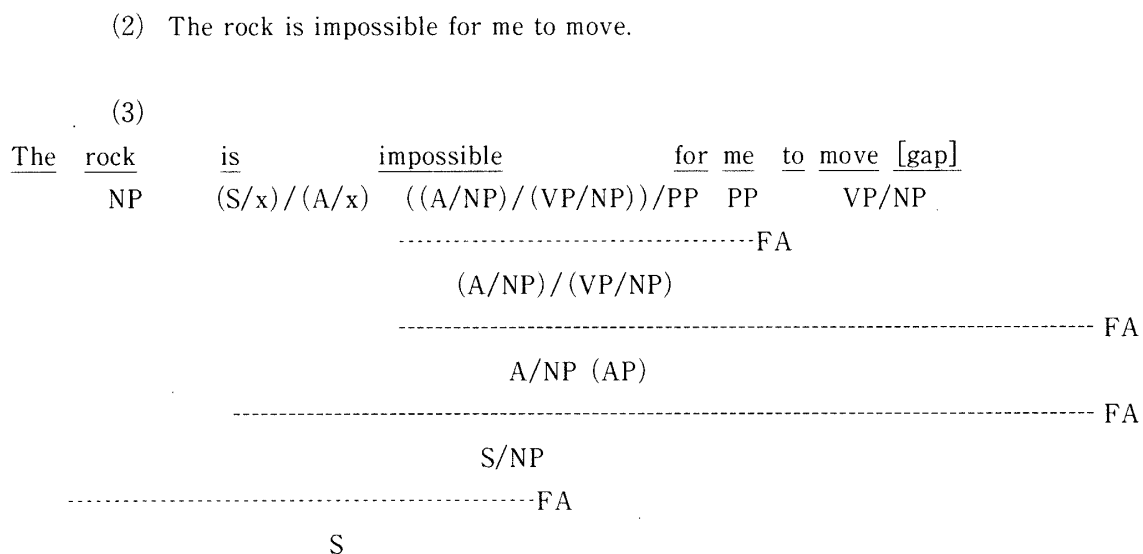 (2) The rock is impossible for me to move.
(3)
The rock is impossible for me to move [gap]
NP (S/x)/(A/x) ((A/NP)/(VP/NP))/PP PP VP/NP
FA
(A/NP)/(VP/NP)
FA
A/NP (AP)
FA
S/NP
FA
S